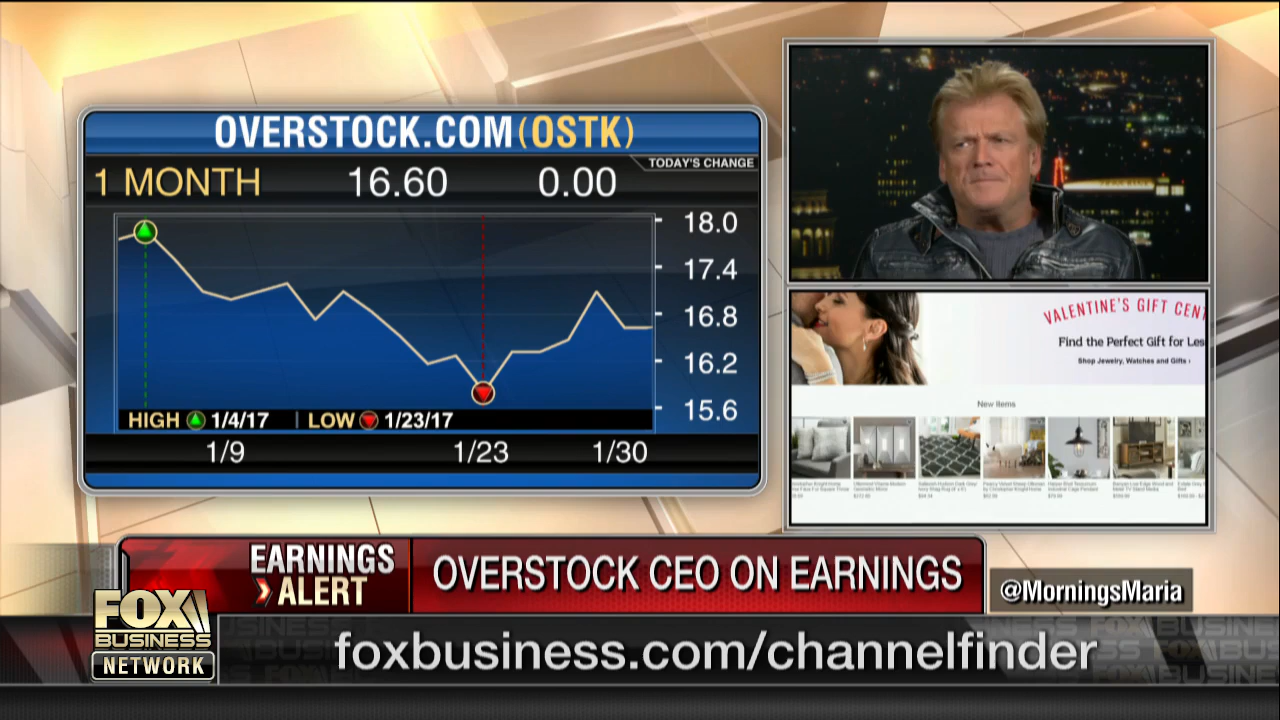 OVERSTOCK.COM (OSTK)
TODAY'S CHANGE
1 MONTH 16.60 0.00
18.0
17.4
16.8
16.2
15.6
HIGH 1/4/17 | LOW 1/23/17
1/9 1/23 1/30
VALENTINE'S GIFT CENT
Find the Perfect Gift for Les
Shop Jewelry, Watches and Gifts ›
New Items
EARNINGS
ALERT
OVERSTOCK CEO ON EARNINGS
@MorningsMaria
FOX
BUSINESS
NETWORK
foxbusiness.com/channelfinder